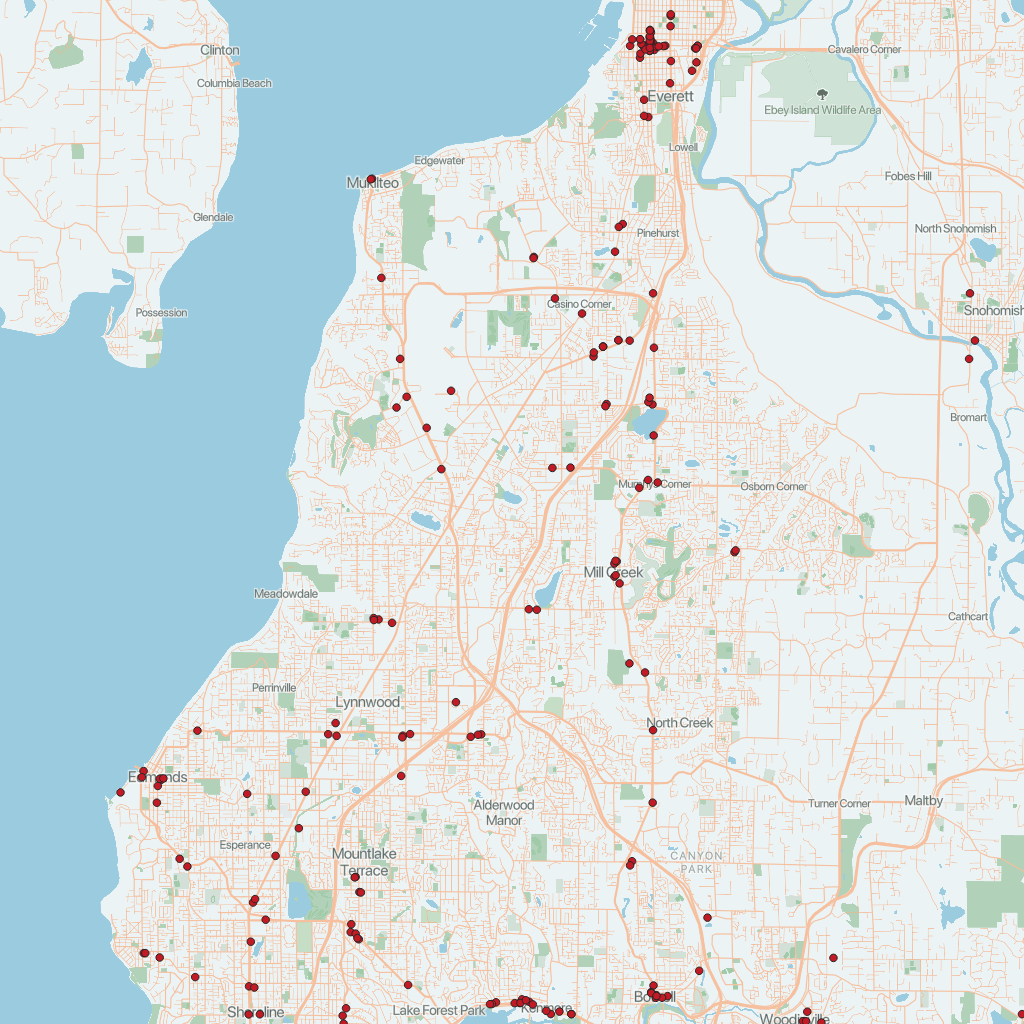 Clinton
Cavalero Corner
Columbia Beach
Everett
Ebey Island Wildlife Area
Lowell
Edgewater
Fobes Hill
Mukilteo
Glendale
North Snohomish
Pinehurst
Casino Corner
Possession
Snohomish
Bromart
Murphys Corner
Osborn Corner
Mill Creek
Meadowdale
Cathcart
Perrinville
Lynnwood
North Creek
Edmonds
Alderwood
Manor
Turner Corner
Maltby
Esperance
Mountlake
Terrace
CANYON
PARK
Bothell
Lake Forest Park
Kenmore
Shoreline
Woodinville